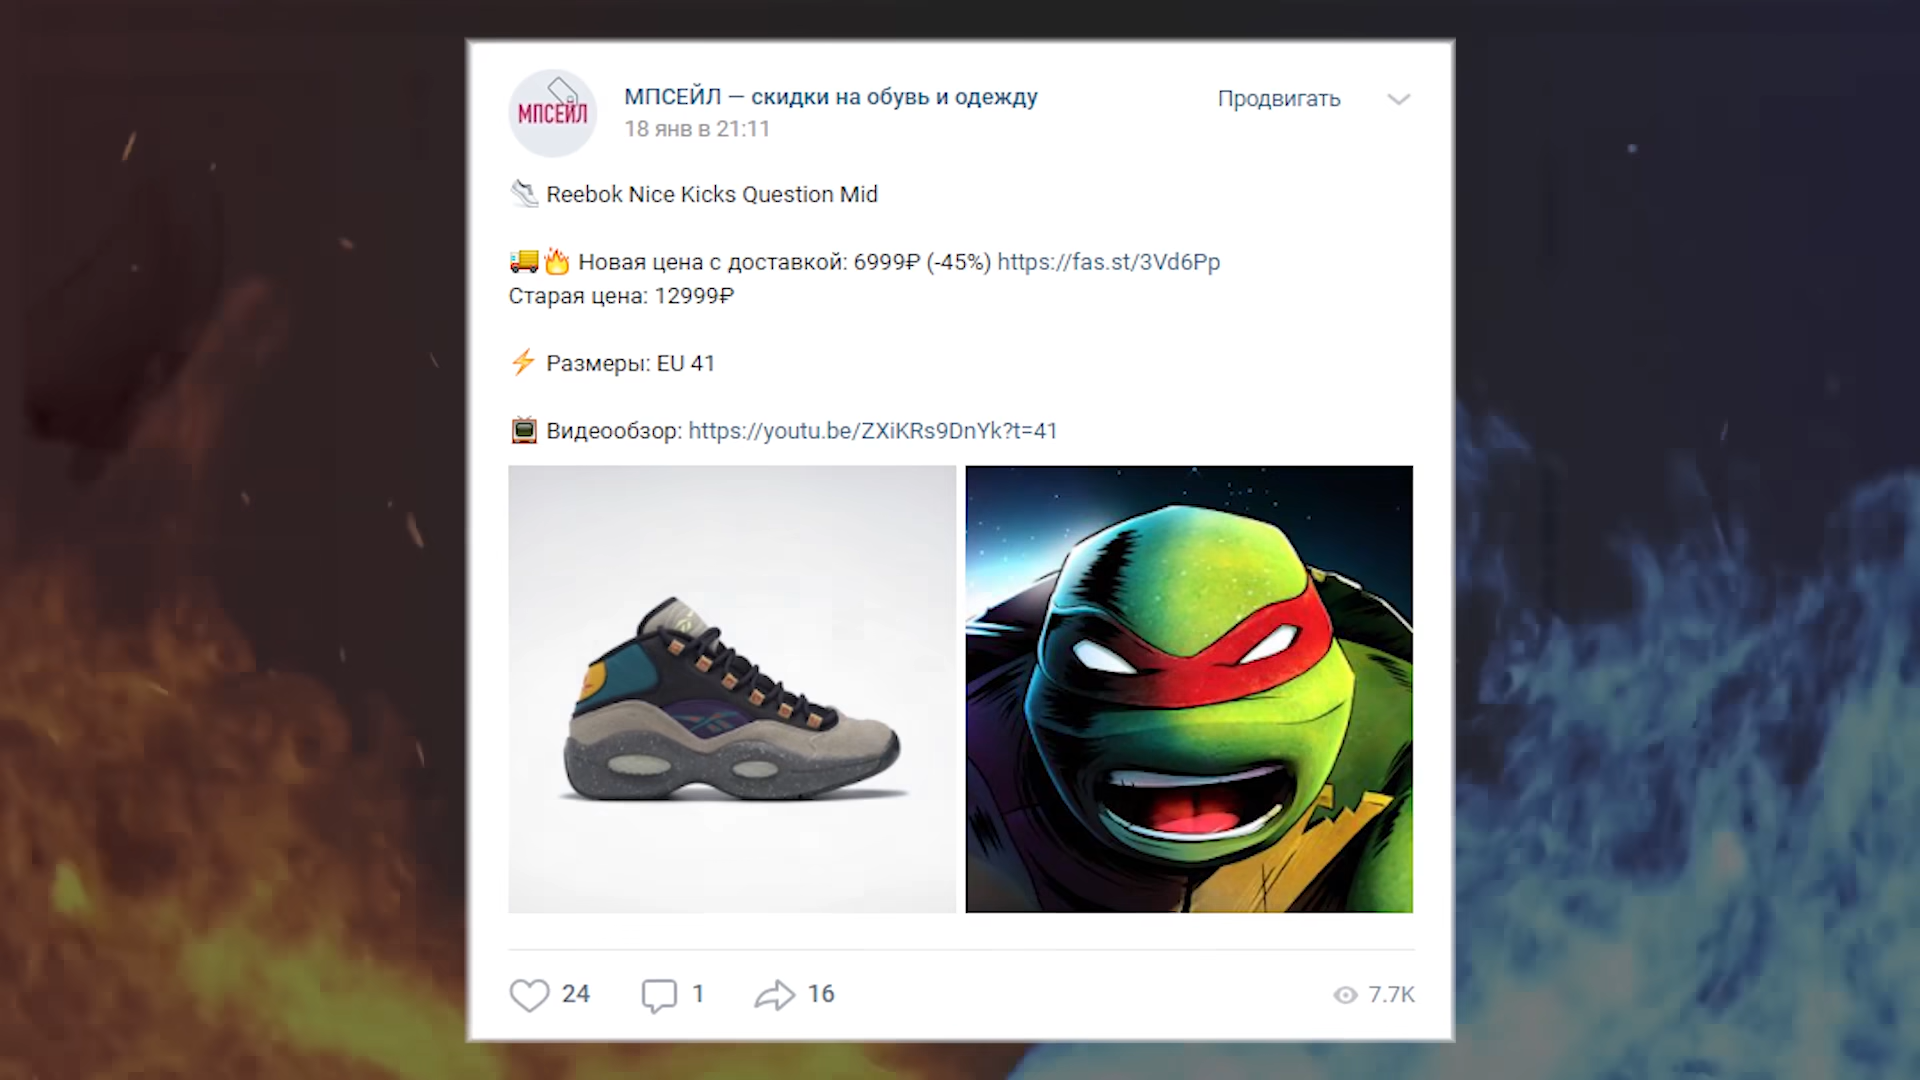 МПСЕЙЛ
МПСЕЙЛ — скидки на обувь и одежду
18 янв в 21:11
Продвигать
Reebok Nice Kicks Question Mid
Новая цена с доставкой: 6999₽ (-45%) https://fas.st/3Vd6Pp
Старая цена: 12999₽
Размеры: EU 41
Видеообзор: https://youtu.be/ZXiKRs9DnYk?t=41
24
1
16
7.7K